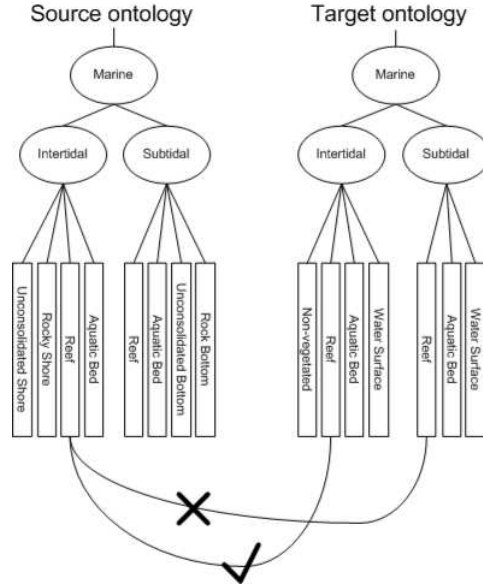 Source ontology
Target ontology
Marine
Marine
Intertidal
Subtidal
Intertidal
Subtidal
Unconsolidated Shore
Rocky Shore
Reef
Aquatic Bed
Reef
Aquatic Bed
Unconsolidated Bottom
Rock Bottom
Non-vegetated
Reef
Aquatic Bed
Water Surface
Reef
Aquatic Bed
Water Surface